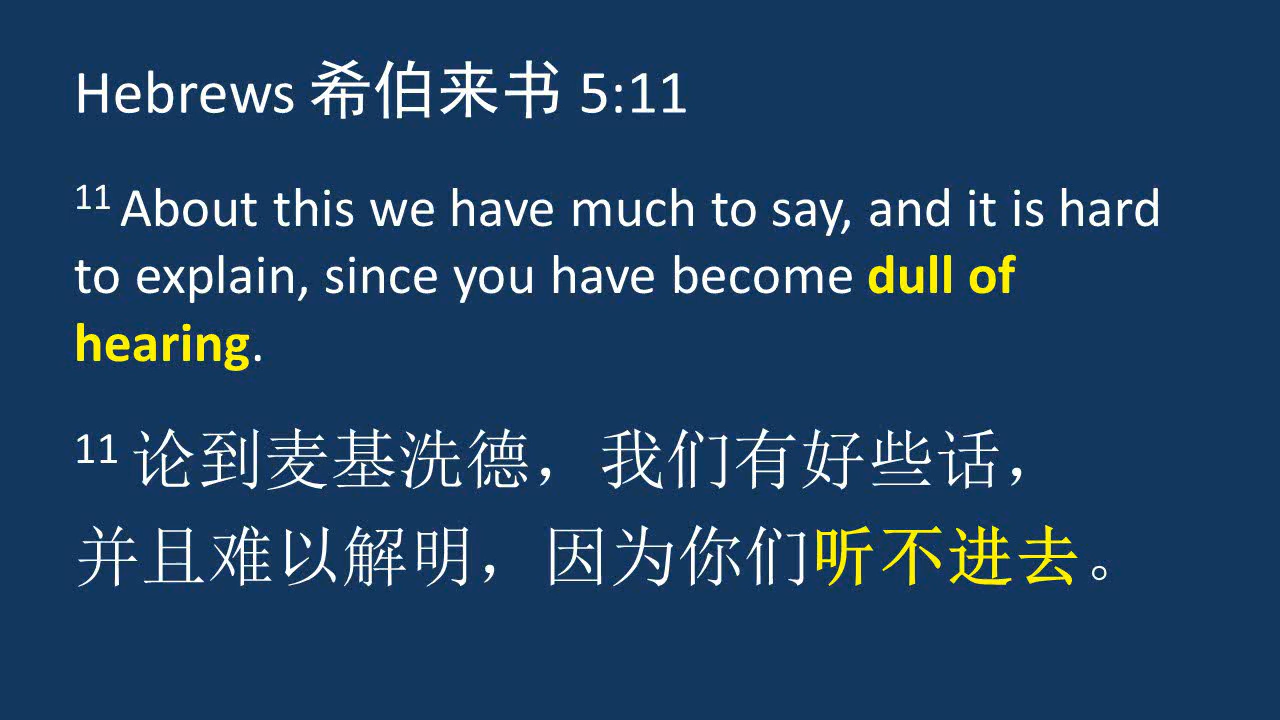 Hebrews 希伯来书 5:11
11 About this we have much to say, and it is hard
to explain, since you have become dull of
hearing.
11 论到麦基洗德，我们有好些话，
并且难以解明，因为你们听不进去。